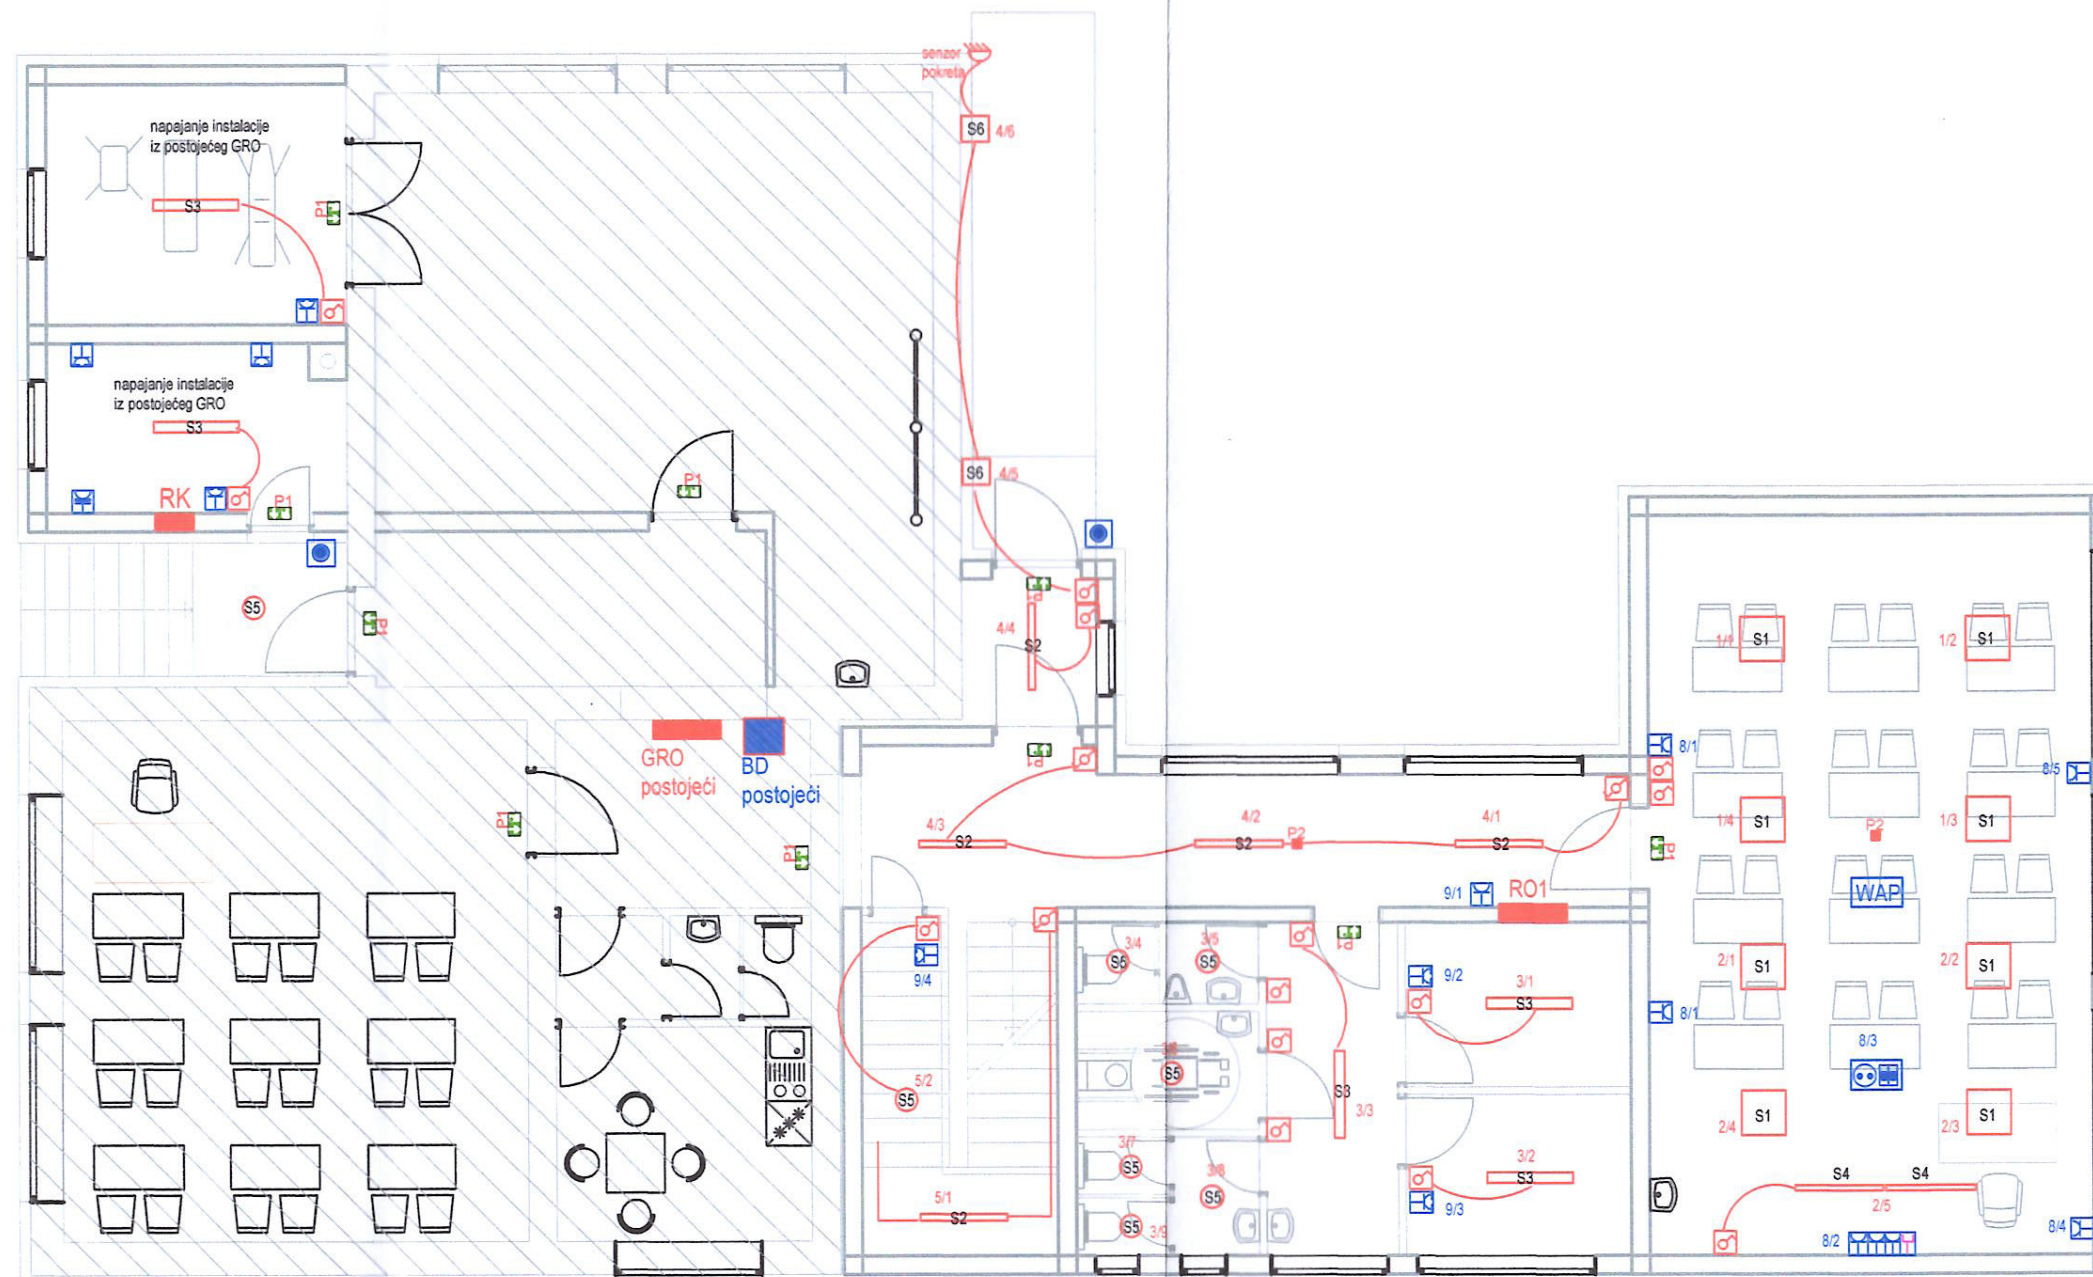 senzor
pokreta
S6 4/6
napajanje instalacije
iz postojećeg GRO
S3
P1
napajanje instalacije
iz postojećeg GRO
S3
RK
P1
P1
S6 4/5
S5
P1
P1
4/4
S2
GRO
postojeći
BD
postojeći
P1
P1
P1
4/3
S2
4/2
S2
P2
4/1
S2
9/1
RO1
P1
1/1
S1
1/2
S1
8/1
8/5
1/4
S1
P2
1/3
S1
WAP
9/4
3/4
S5
3/5
S5
P1
9/2
3/1
S3
2/1
S1
2/2
S1
8/1
8/3
5/2
S5
S5
S3
3/3
2/4
S1
2/3
S1
3/7
S5
3/8
S5
3/2
S3
9/3
5/1
S2
S5
3/9
S4
S4
2/5
8/2
8/4